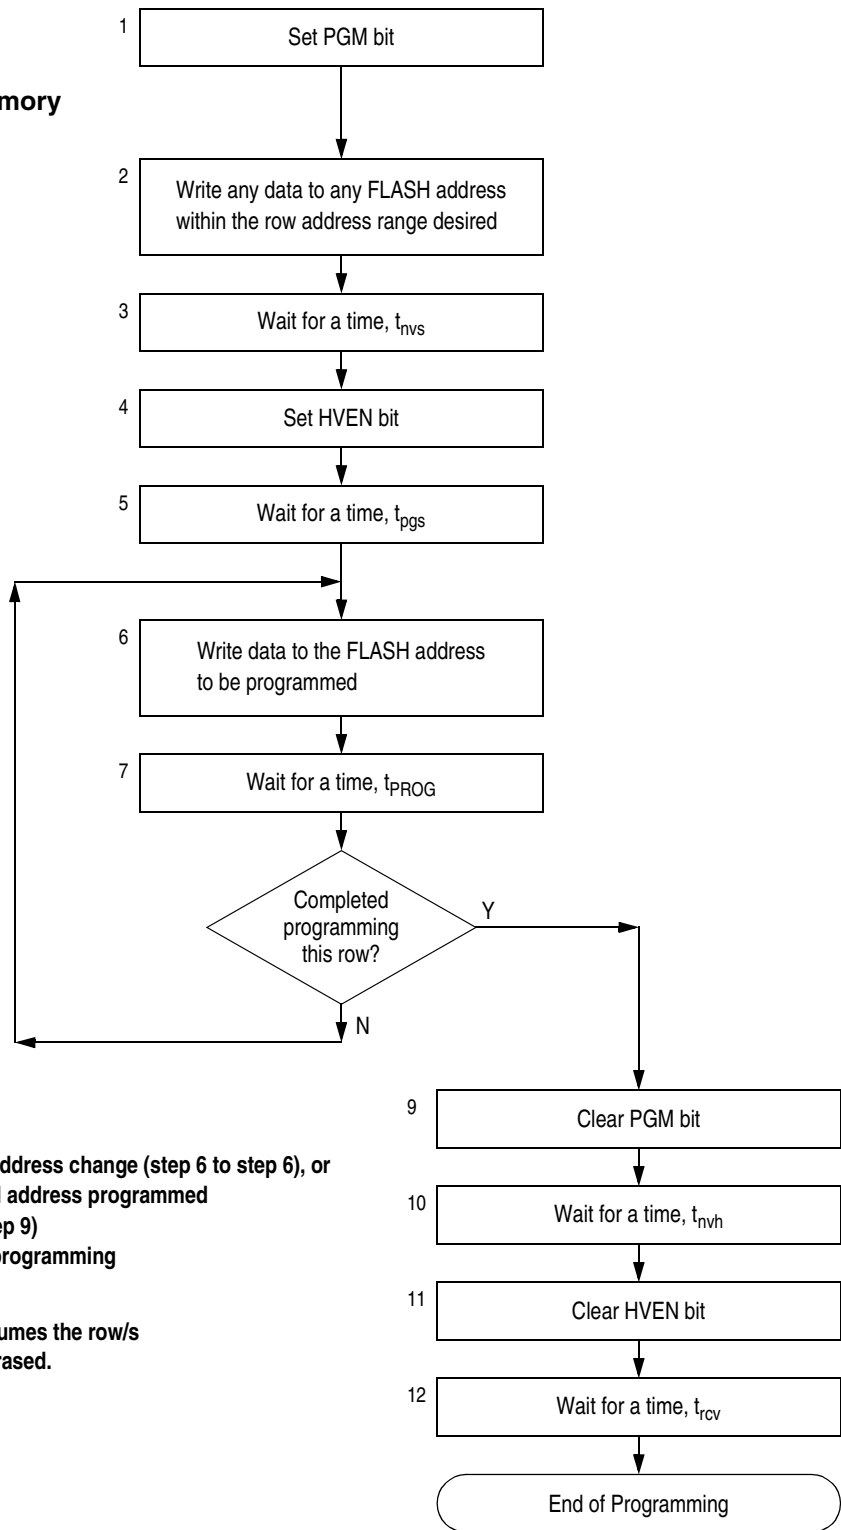 1
Set PGM bit
mory
2
Write any data to any FLASH address
within the row address range desired
3
Wait for a time, tnvs
4
Set HVEN bit
5
Wait for a time, tpgs
6
Write data to the FLASH address
to be programmed
7
Wait for a time, tPROG
Completed
programming
this row?
Y
N
9
Clear PGM bit
ddress change (step 6 to step 6), or
address programmed
ep 9)
programming
10
Wait for a time, tnvh
11
Clear HVEN bit
umes the row/s
rased.
12
Wait for a time, trcv
End of Programming